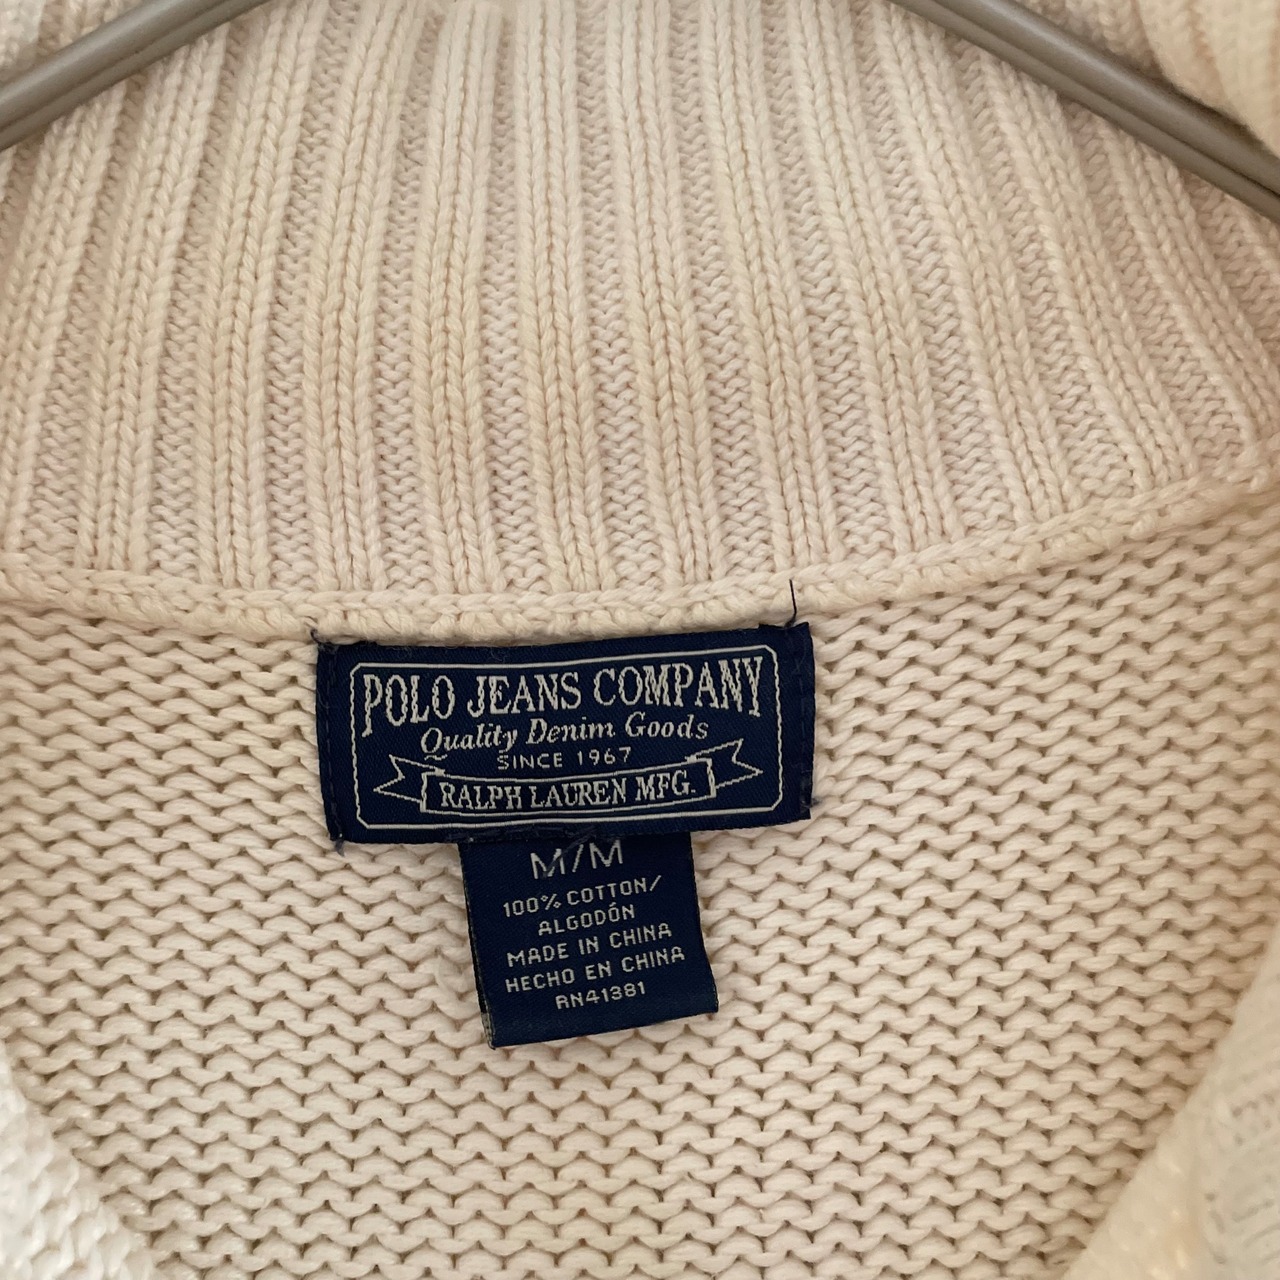 POLO JEANS COMPANY
Quality Denim Goods
SINCE 1967
RALPH LAUREN MFG.
M/M
100% COTTON/
ALGODÓN
MADE IN CHINA
HECHO EN CHINA
RN41381